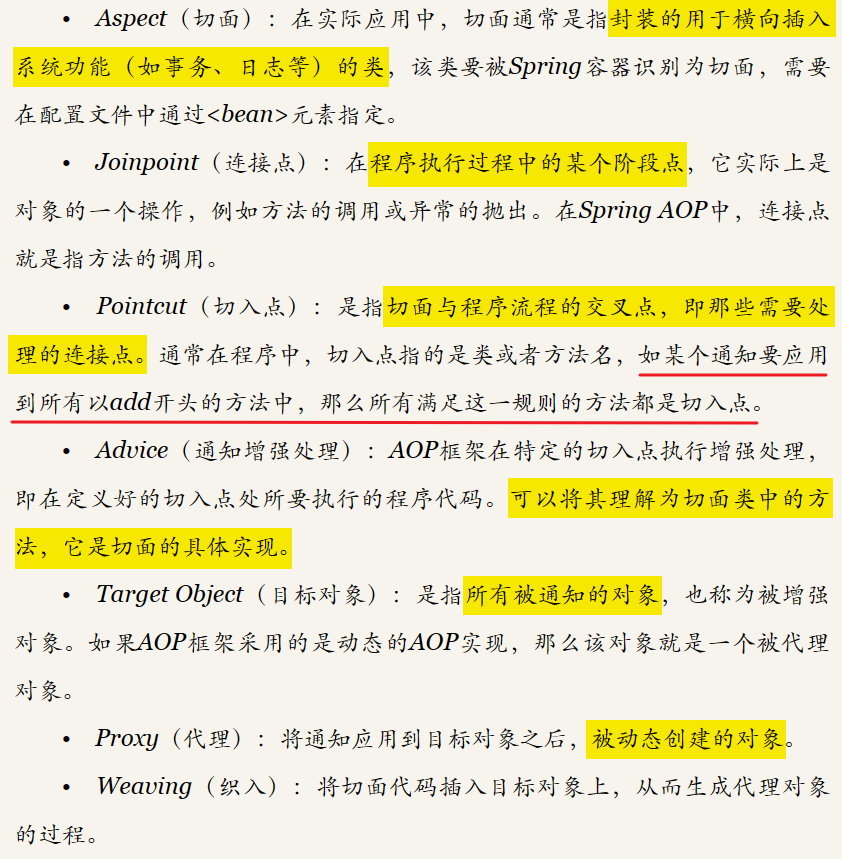 • Aspect（切面）：在实际应用中，切面通常是指封装的用于横向插入
系统功能（如事务、日志等）的类，该类要被Spring容器识别为切面，需要
在配置文件中通过<bean>元素指定。
• Joinpoint（连接点）：在程序执行过程中的某个阶段点，它实际上是
对象的一个操作，例如方法的调用或异常的抛出。在Spring AOP中，连接点
就是指方法的调用。
• Pointcut（切入点）：是指切面与程序流程的交叉点，即那些需要处
理的连接点。通常在程序中，切入点指的是类或者方法名，如某个通知要应用
到所有以add开头的方法中，那么所有满足这一规则的方法都是切入点。
• Advice（通知增强处理）：AOP框架在特定的切入点执行增强处理，
即在定义好的切入点处所要执行的程序代码。可以将其理解为切面类中的方
法，它是切面的具体实现。
• Target Object（目标对象）：是指所有被通知的对象，也称为被增强
对象。如果AOP框架采用的是动态的AOP实现，那么该对象就是一个被代理
对象。
• Proxy（代理）：将通知应用到目标对象之后，被动态创建的对象。
• Weaving（织入）：将切面代码插入目标对象上，从而生成代理对象
的过程。